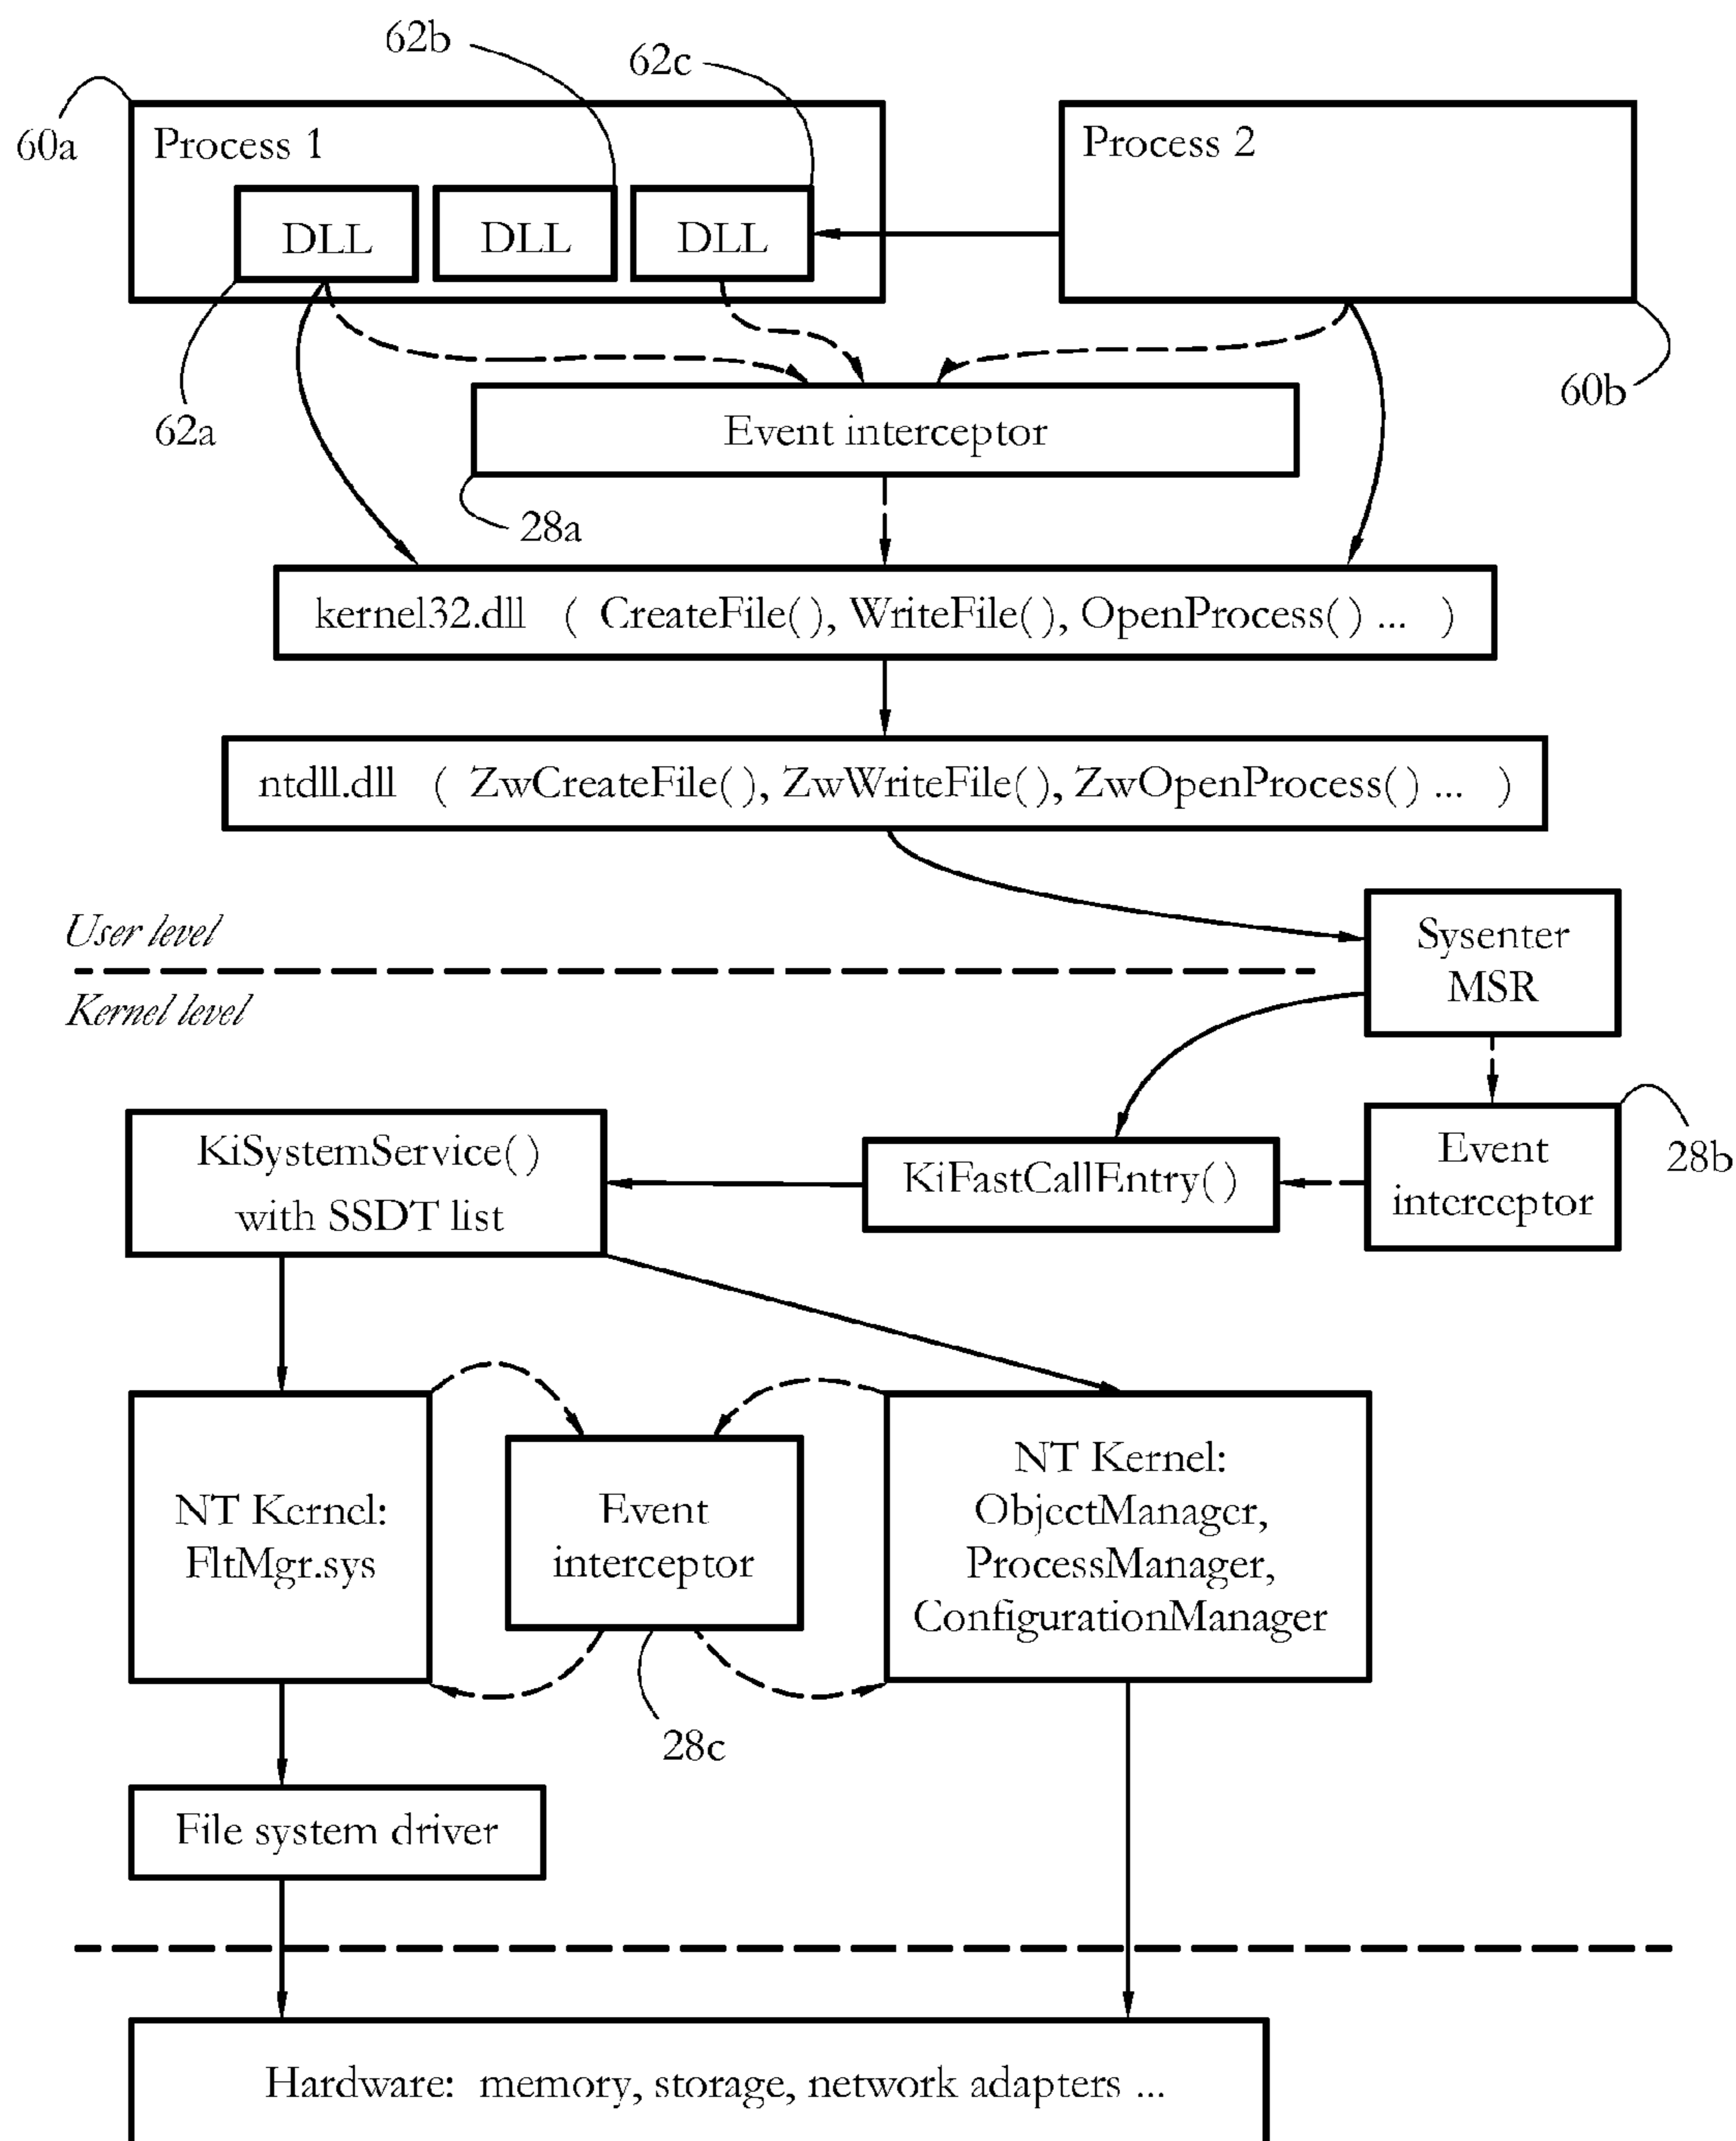 62b
62c
60a
Process 1
Process 2
DLL
DLL
DLL
62a
60b
Event interceptor
28a
kernel32.dll ( CreateFile(), WriteFile(), OpenProcess() ... )
ntdll.dll ( ZwCreateFile(), ZwWriteFile(), ZwOpenProcess() ... )
User level
Kernel level
Sysenter
MSR
KiSystemService()
with SSDT list
KiFastCallEntry()
Event
interceptor
28b
NT Kernel:
FltMgr.sys
Event
interceptor
NT Kernel:
ObjectManager,
ProcessManager,
ConfigurationManager
28c
File system driver
Hardware: memory, storage, network adapters ...